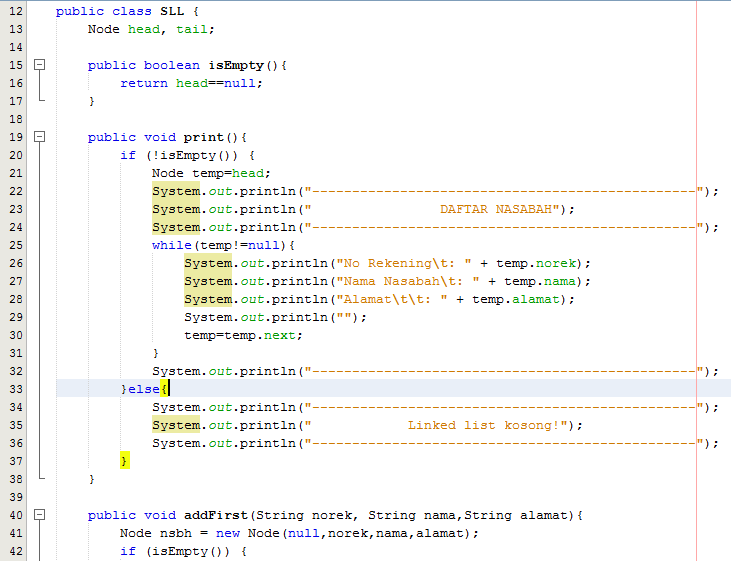 12 public class SLL {
13     Node head, tail;
14
15     public boolean isEmpty(){
16         return head==null;
17     }
18
19     public void print(){
20         if (!isEmpty()) {
21             Node temp=head;
22             System.out.println("------------------------------------------------");
23             System.out.println("                DAFTAR NASABAH");
24             System.out.println("------------------------------------------------");
25             while(temp!=null){
26                 System.out.println("No Rekening\t: " + temp.norek);
27                 System.out.println("Nama Nasabah\t: " + temp.nama);
28                 System.out.println("Alamat\t\t: " + temp.alamat);
29                 System.out.println("");
30                 temp=temp.next;
31             }
32             System.out.println("------------------------------------------------");
33         }else{
34             System.out.println("------------------------------------------------");
35             System.out.println("            Linked list kosong!");
36             System.out.println("------------------------------------------------");
37         }
38     }
39
40     public void addFirst(String norek, String nama,String alamat){
41         Node nsbh = new Node(null,norek,nama,alamat);
42         if (isEmpty()) {